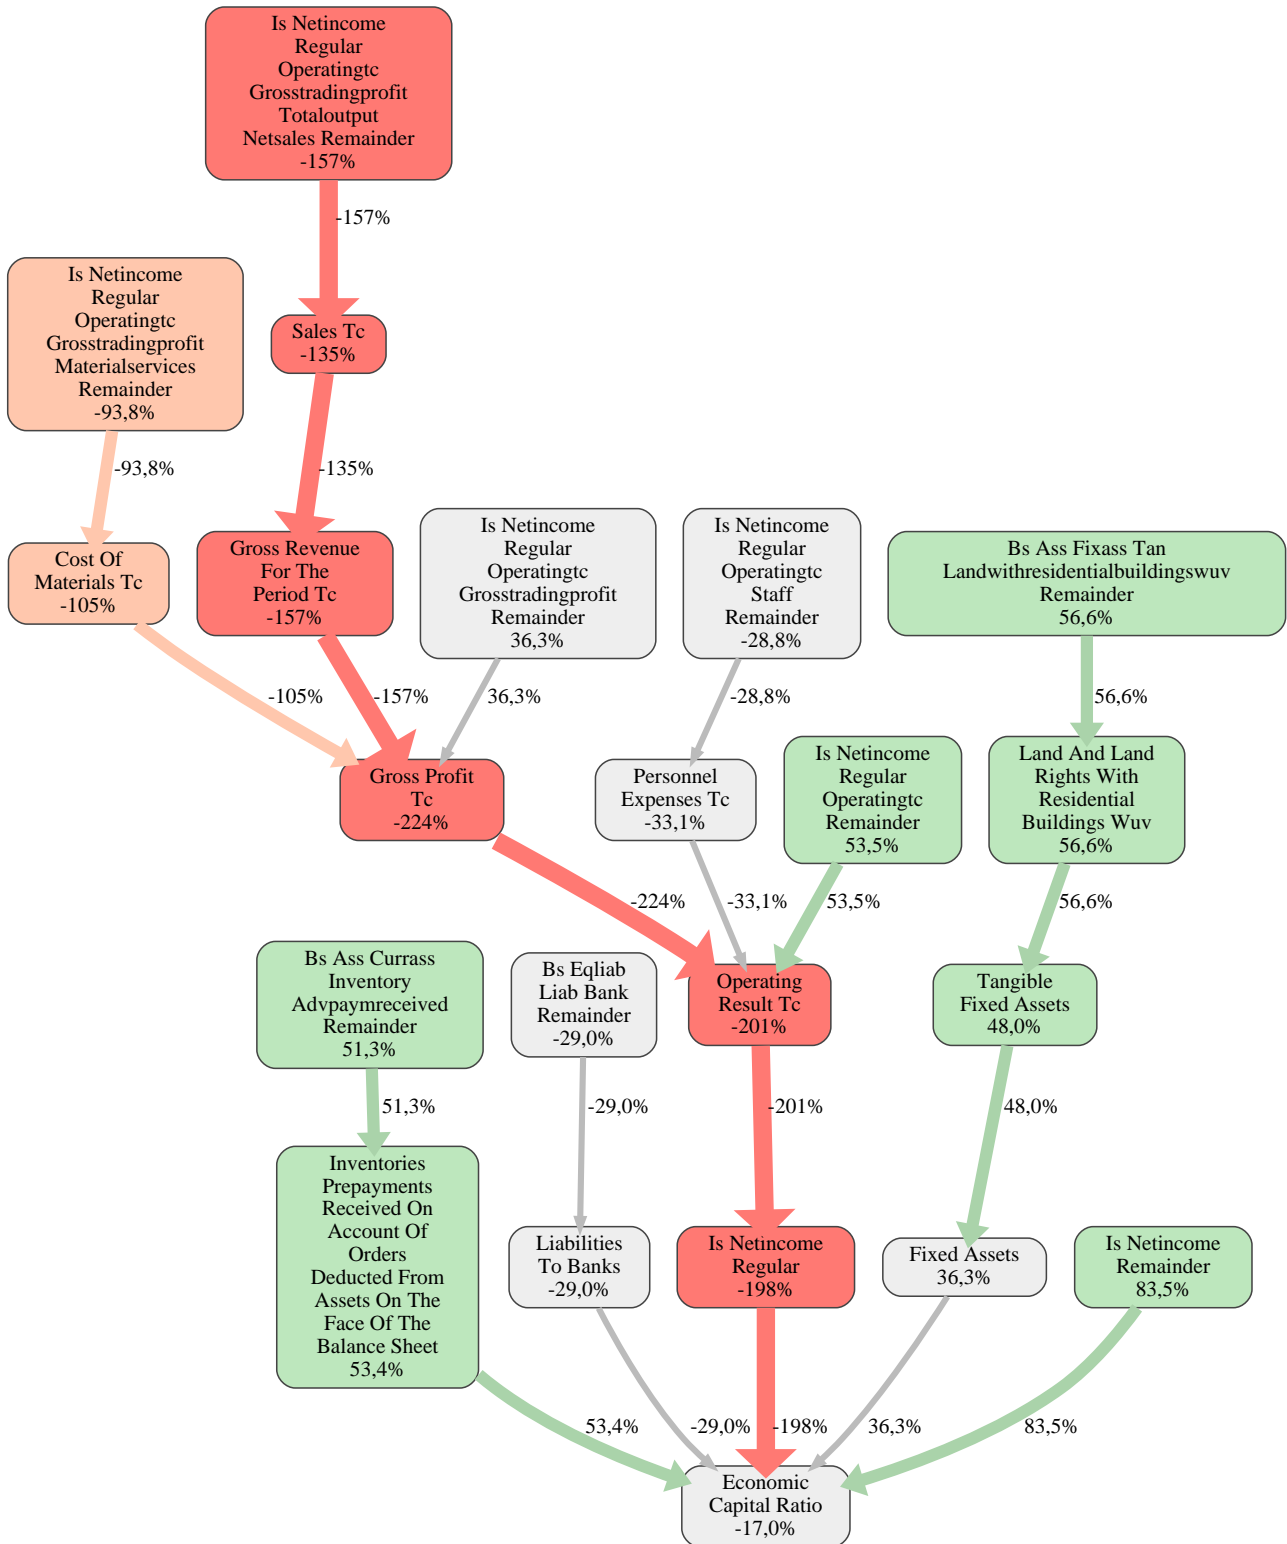 Is Netincome
Regular
Operatingtc
Grosstradingprofit
Totaloutput
Netsales Remainder
-157%
-157%
Is Netincome
Regular
Operatingtc
Grosstradingprofit
Materialservices
Remainder
-93,8%
Sales Tc
-135%
-93,8%
-135%
Cost Of
Materials Tc
-105%
Gross Revenue
For The
Period Tc
-157%
Is Netincome
Regular
Operatingtc
Grosstradingprofit
Remainder
36,3%
Is Netincome
Regular
Operatingtc
Staff
Remainder
-28,8%
Bs Ass Fixass Tan
Landwithresidentialbuildingswuv
Remainder
56,6%
-105%
-157%
36,3%
-28,8%
56,6%
Gross Profit
Tc
-224%
Personnel
Expenses Tc
-33,1%
Is Netincome
Regular
Operatingtc
Remainder
53,5%
Land And Land
Rights With
Residential
Buildings Wuv
56,6%
-224%
-33,1%
53,5%
56,6%
Bs Ass Currass
Inventory
Advpaymreceived
Remainder
51,3%
Bs Eqliab
Liab Bank
Remainder
-29,0%
Operating
Result Tc
-201%
Tangible
Fixed Assets
48,0%
51,3%
-29,0%
-201%
48,0%
Inventories
Prepayments
Received On
Account Of
Orders
Deducted From
Assets On The
Face Of The
Balance Sheet
53,4%
Liabilities
To Banks
-29,0%
Is Netincome
Regular
-198%
Fixed Assets
36,3%
Is Netincome
Remainder
83,5%
53,4%
-29,0%
-198%
36,3%
83,5%
Economic
Capital Ratio
-17,0%